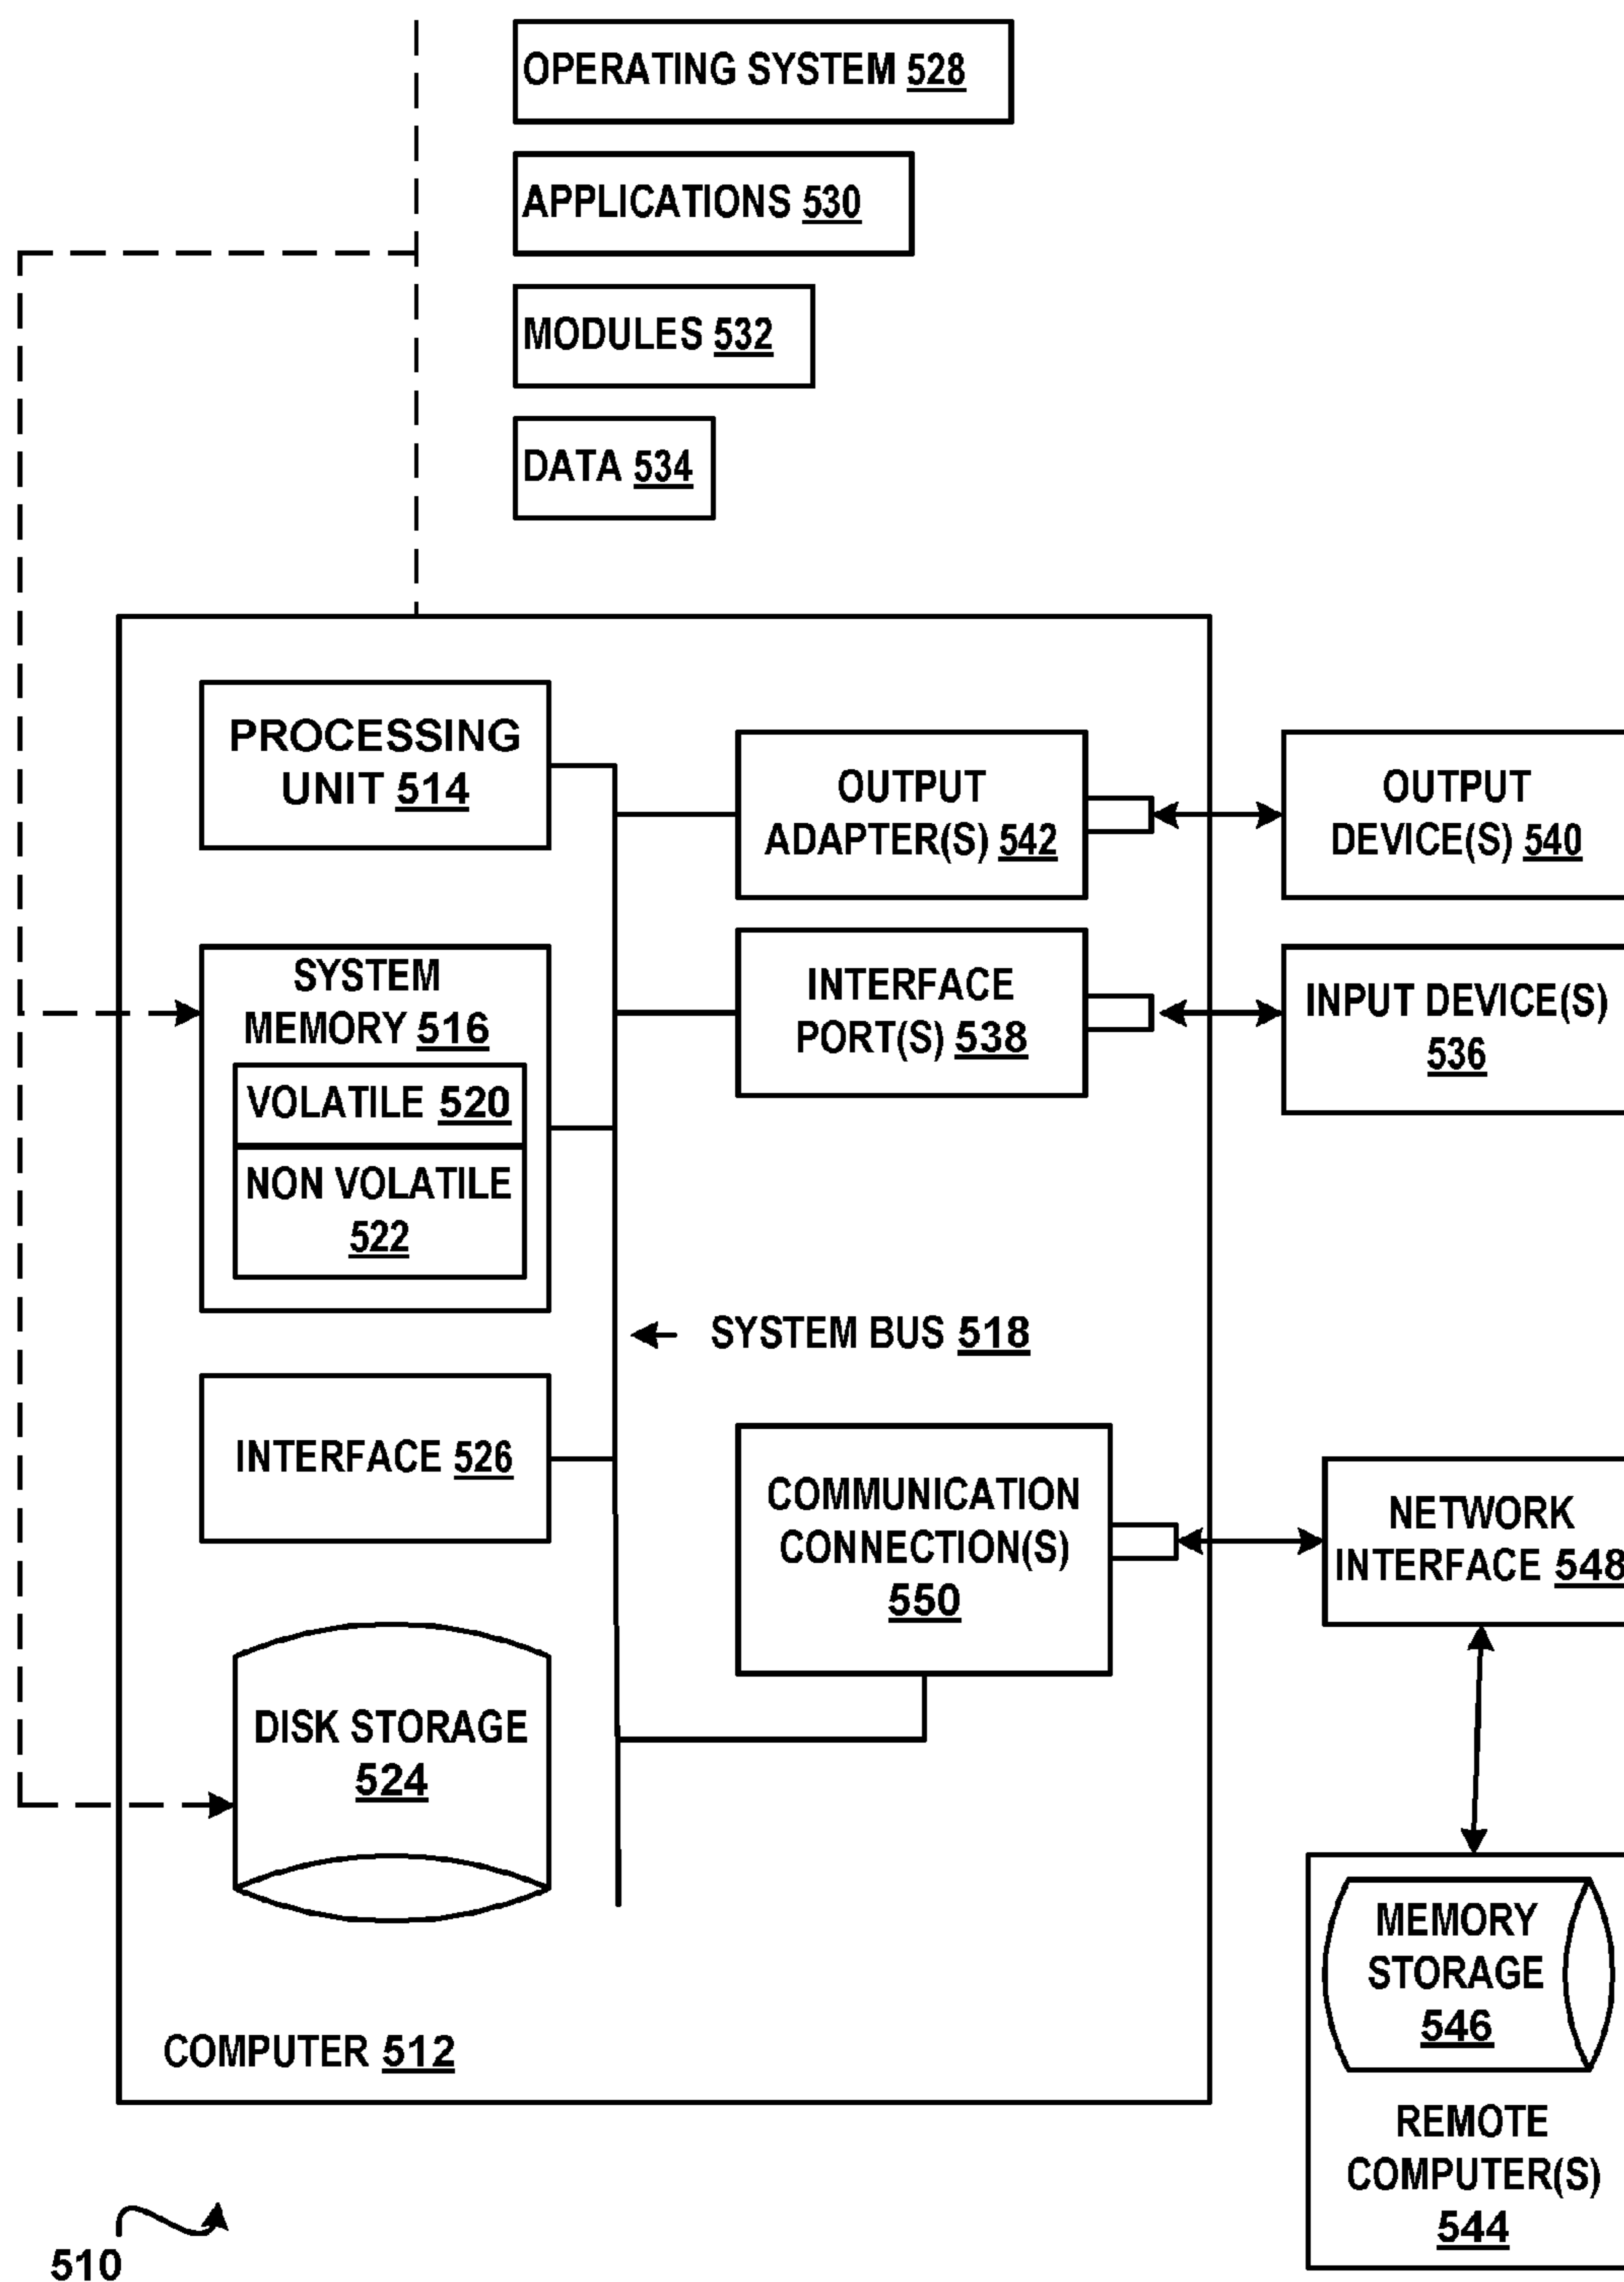 OPERATING SYSTEM 528
APPLICATIONS 530
MODULES 532
DATA 534
PROCESSING
UNIT 514
OUTPUT
ADAPTER(S) 542
OUTPUT
DEVICE(S) 540
SYSTEM
MEMORY 516
VOLATILE 520
NON VOLATILE
522
INTERFACE
PORT(S) 538
INPUT DEVICE(S)
536
SYSTEM BUS 518
INTERFACE 526
COMMUNICATION
CONNECTION(S)
550
NETWORK
INTERFACE 548
DISK STORAGE
524
MEMORY
STORAGE
546
REMOTE
COMPUTER(S)
544
COMPUTER 512
510